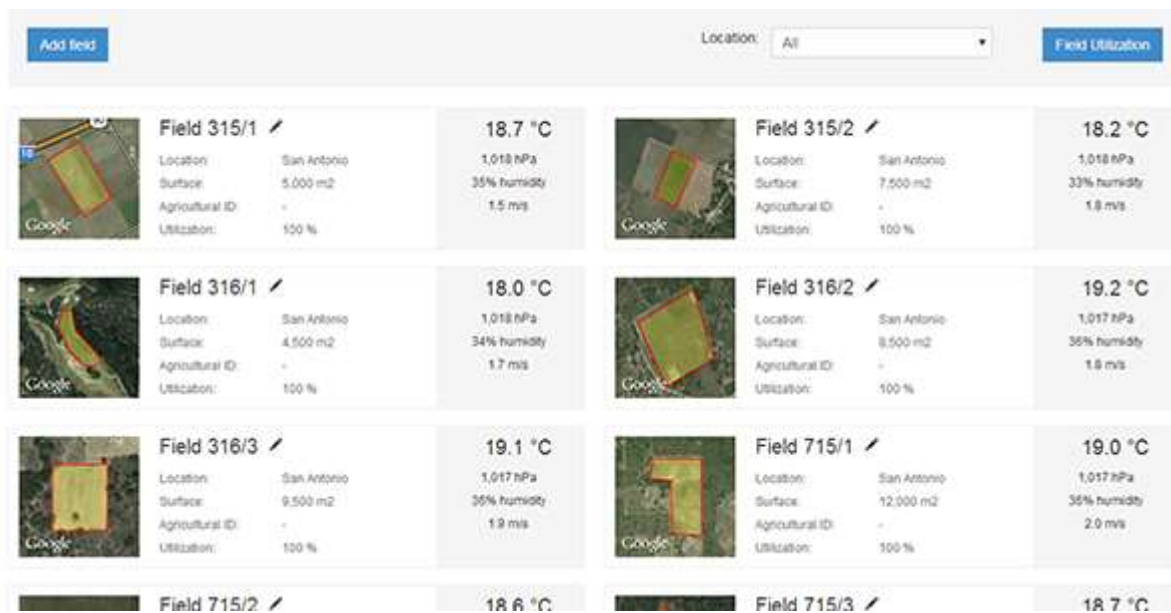 Add field
Location: All
Field Utilization
Field 315/1
18.7 °C
Location: San Antonio
1,018 hPa
Surface: 5,000 m2
35% humidity
Agricultural ID: -
1.5 m/s
Utilization: 100 %
Google
Field 315/2
18.2 °C
Location: San Antonio
1,018 hPa
Surface: 7,500 m2
33% humidity
Agricultural ID: -
1.8 m/s
Utilization: 100 %
Google
Field 316/1
18.0 °C
Location: San Antonio
1,018 hPa
Surface: 4,500 m2
34% humidity
Agricultural ID: -
1.7 m/s
Utilization: 100 %
Google
Field 316/2
19.2 °C
Location: San Antonio
1,017 hPa
Surface: 8,500 m2
36% humidity
Agricultural ID: -
1.8 m/s
Utilization: 100 %
Google
Field 316/3
19.1 °C
Location: San Antonio
1,017 hPa
Surface: 9,500 m2
36% humidity
Agricultural ID: -
1.9 m/s
Utilization: 100 %
Google
Field 715/1
19.0 °C
Location: San Antonio
1,017 hPa
Surface: 12,000 m2
35% humidity
Agricultural ID: -
2.0 m/s
Utilization: 100 %
Google
Field 715/2
18.6 °C
Field 715/3
18.7 °C